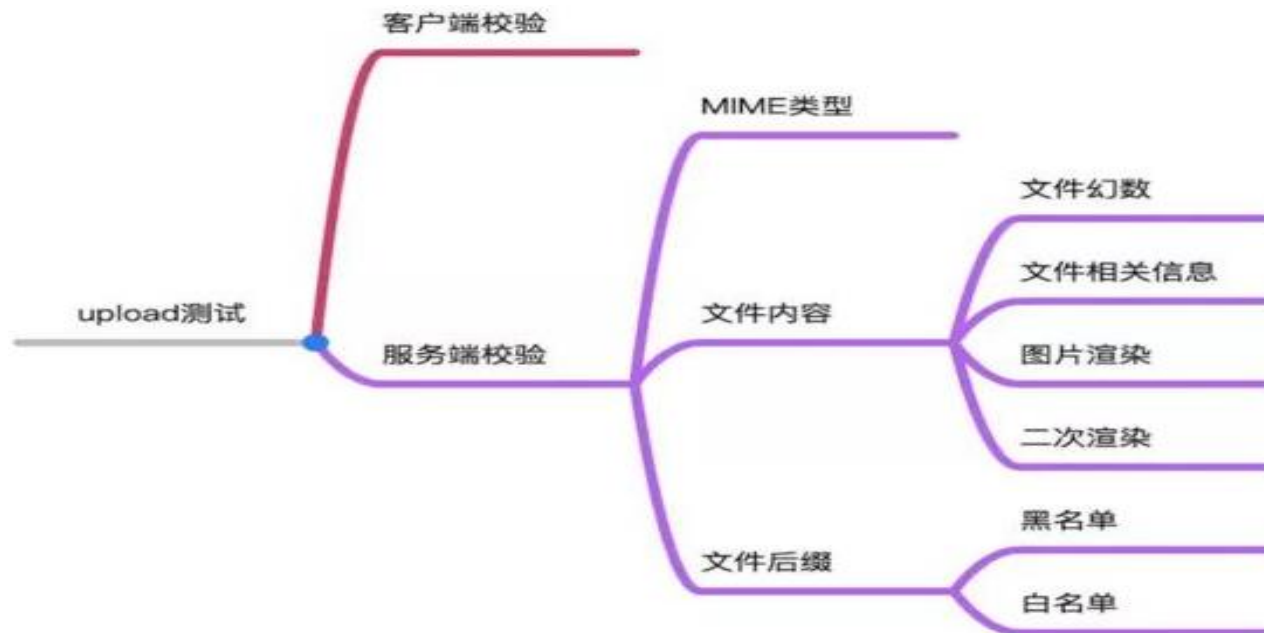 客户端校验
MIME类型
文件幻数
文件相关信息
upload测试
文件内容
服务端校验
图片渲染
二次渲染
黑名单
文件后缀
白名单